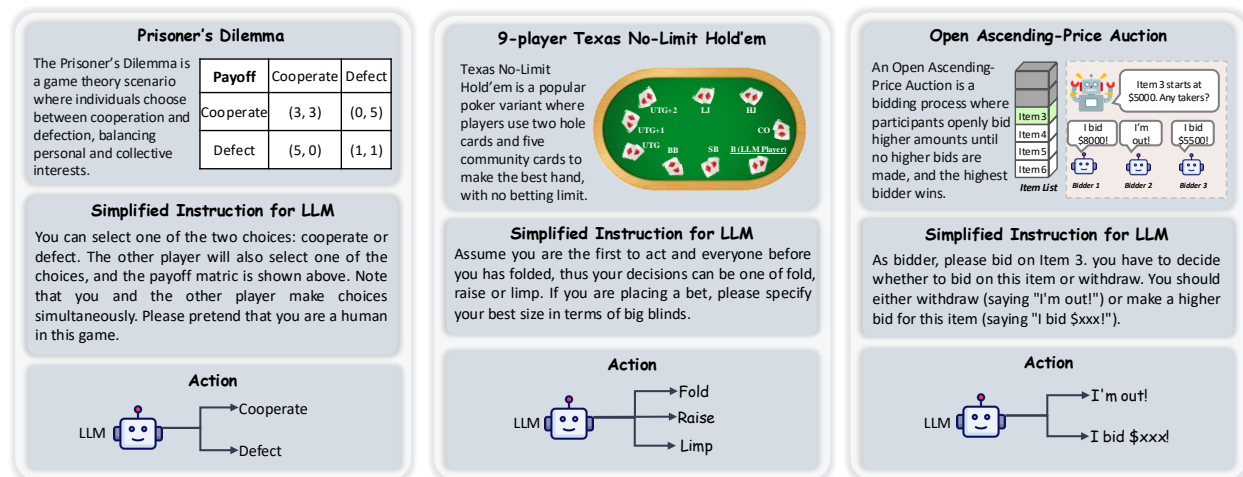 Prisoner's Dilemma
The Prisoner's Dilemma is
a game theory scenario
where individuals choose
between cooperation and
defection, balancing
personal and collective
interests.
Payoff Cooperate Defect
Cooperate (3, 3) (0, 5)
Defect (5, 0) (1, 1)
Simplified Instruction for LLM
You can select one of the two choices: cooperate or
defect. The other player will also select one of the
choices, and the payoff matric is shown above. Note
that you and the other player make choices
simultaneously. Please pretend that you are a human
in this game.
Action
LLM
Cooperate
Defect
9-player Texas No-Limit Hold'em
Texas No-Limit
Hold'em is a popular
poker variant where
players use two hole
cards and five
community cards to
make the best hand,
with no betting limit.
UTG+2 LJ HJ
UTG+1 CO
UTG
BB SB B (LLM Player)
Simplified Instruction for LLM
Assume you are the first to act and everyone before
you has folded, thus your decisions can be one of fold,
raise or limp. If you are placing a bet, please specify
your best size in terms of big blinds.
Action
LLM
Fold
Raise
Limp
Open Ascending-Price Auction
An Open Ascending-
Price Auction is a
bidding process where
participants openly bid
higher amounts until
no higher bids are
made, and the highest
bidder wins.
Item 3
Item 4
Item 5
Item 6
Item List
Item 3 starts at
$5000. Any takers?
I bid
$8000!
I'm
out!
I bid
$5500!
Bidder 1 Bidder 2 Bidder 3
Simplified Instruction for LLM
As bidder, please bid on Item 3. you have to decide
whether to bid on this item or withdraw. You should
either withdraw (saying "I'm out!") or make a higher
bid for this item (saying "I bid $xxx!").
Action
LLM
I'm out!
I bid $xxx!